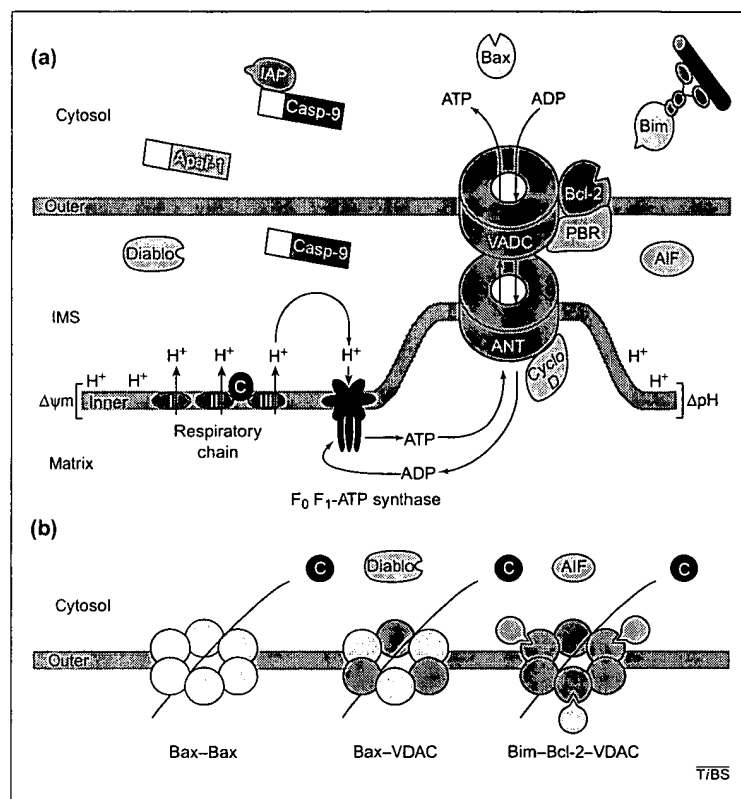 (a)
Bax
IAP
Casp-9
Cytosol
ATP
ADP
Bim
Apaf-1
Bcl-2
Outer
VADC
PBR
Diablo
Casp-9
AIF
IMS
ANT
H+
H+
H+
H+
H+
Cyclo
D
H+
H+
H+
C
Δψm
Inner
ΔpH
Respiratory
chain
Matrix
ATP
ADP
F0 F1-ATP synthase
(b)
C
Diablo
C
AIF
C
Cytosol
Outer
Bax–Bax
Bax–VDAC
Bim–Bcl-2–VDAC
TiBS